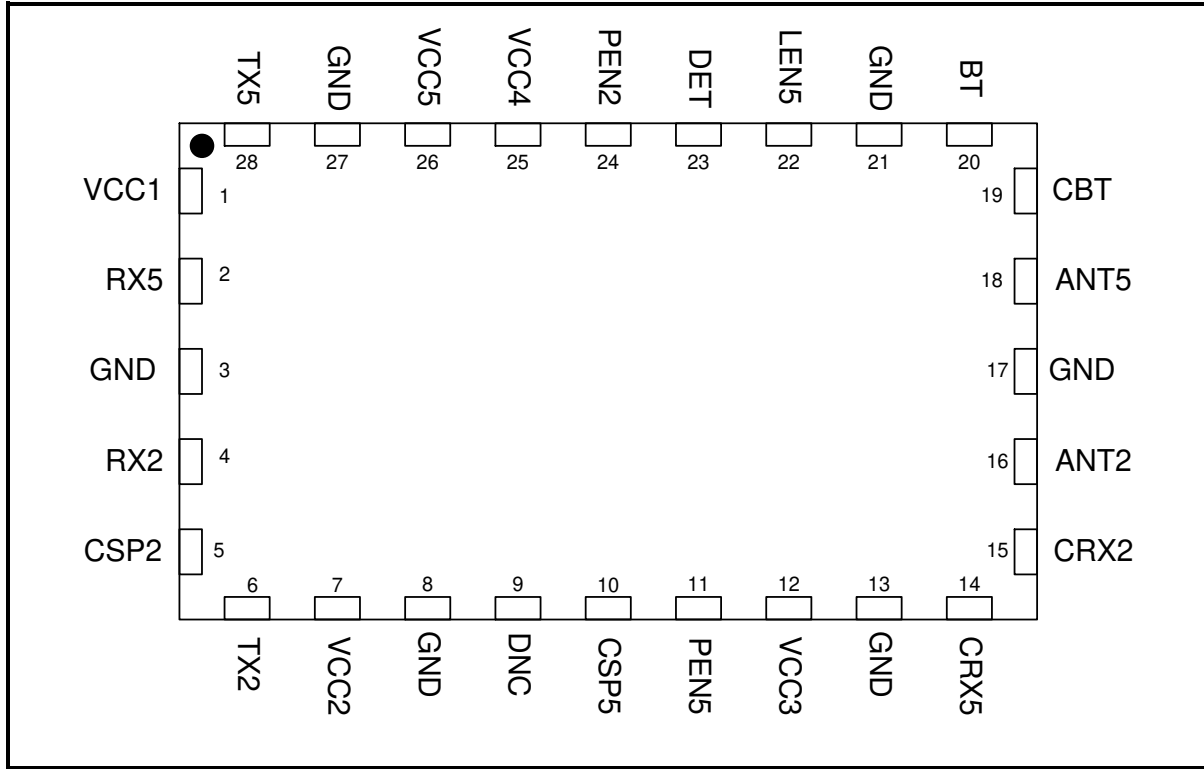 TX5 GND VCC5 VCC4 PEN2 DET LEN5 GND BT
28 27 26 25 24 23 22 21 20
VCC1 1 19 CBT
RX5 2 18 ANT5
GND 3 17 GND
RX2 4 16 ANT2
CSP2 5 15 CRX2
6 7 8 9 10 11 12 13 14
TX2 VCC2 GND DNC CSP5 PEN5 VCC3 GND CRX5